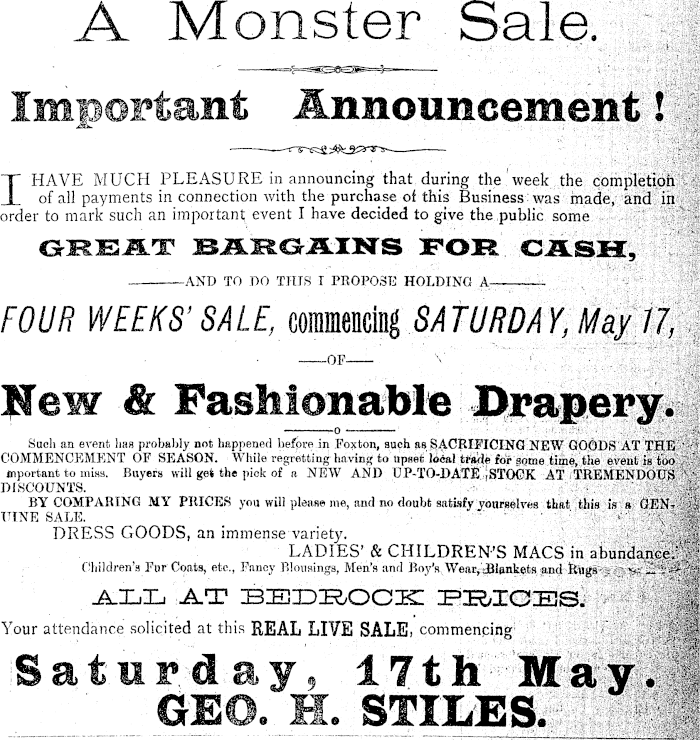 A Monster Sale.
Important Announcement!
I HAVE MUCH PLEASURE in announcing that during the week the completion
of all payments in connection with the purchase of this Business was made, and in
order to mark such an important event I have decided to give the public some
GREAT BARGAINS FOR CASH,
AND TO DO THIS I PROPOSE HOLDING A
FOUR WEEKS' SALE, commencing SATURDAY, May 17,
—OF—
New & Fashionable Drapery.
o
Such an event has probably not happened before in Foxton, such as SACRIFICING NEW GOODS AT THE
COMMENCEMENT OF SEASON. While regretting having to upset local trade for some time, the event is too
mportant to miss. Buyers will get the pick of a NEW AND UP-TO-DATE STOCK AT TREMENDOUS
DISCOUNTS.
BY COMPARING MY PRICES you will please me, and no doubt satisfy yourselves that this is a GEN-
UINE SALE.
DRESS GOODS, an immense variety.
LADIES' & CHILDREN'S MACS in abundance.
Children's Fur Coats, etc., Fancy Blousings, Men's and Boy's Wear, Blankets and Rugs
ALL AT BEDROCK PRICES.
Your attendance solicited at this REAL LIVE SALE, commencing
Saturday, 17th May.
GEO. H. STILES.